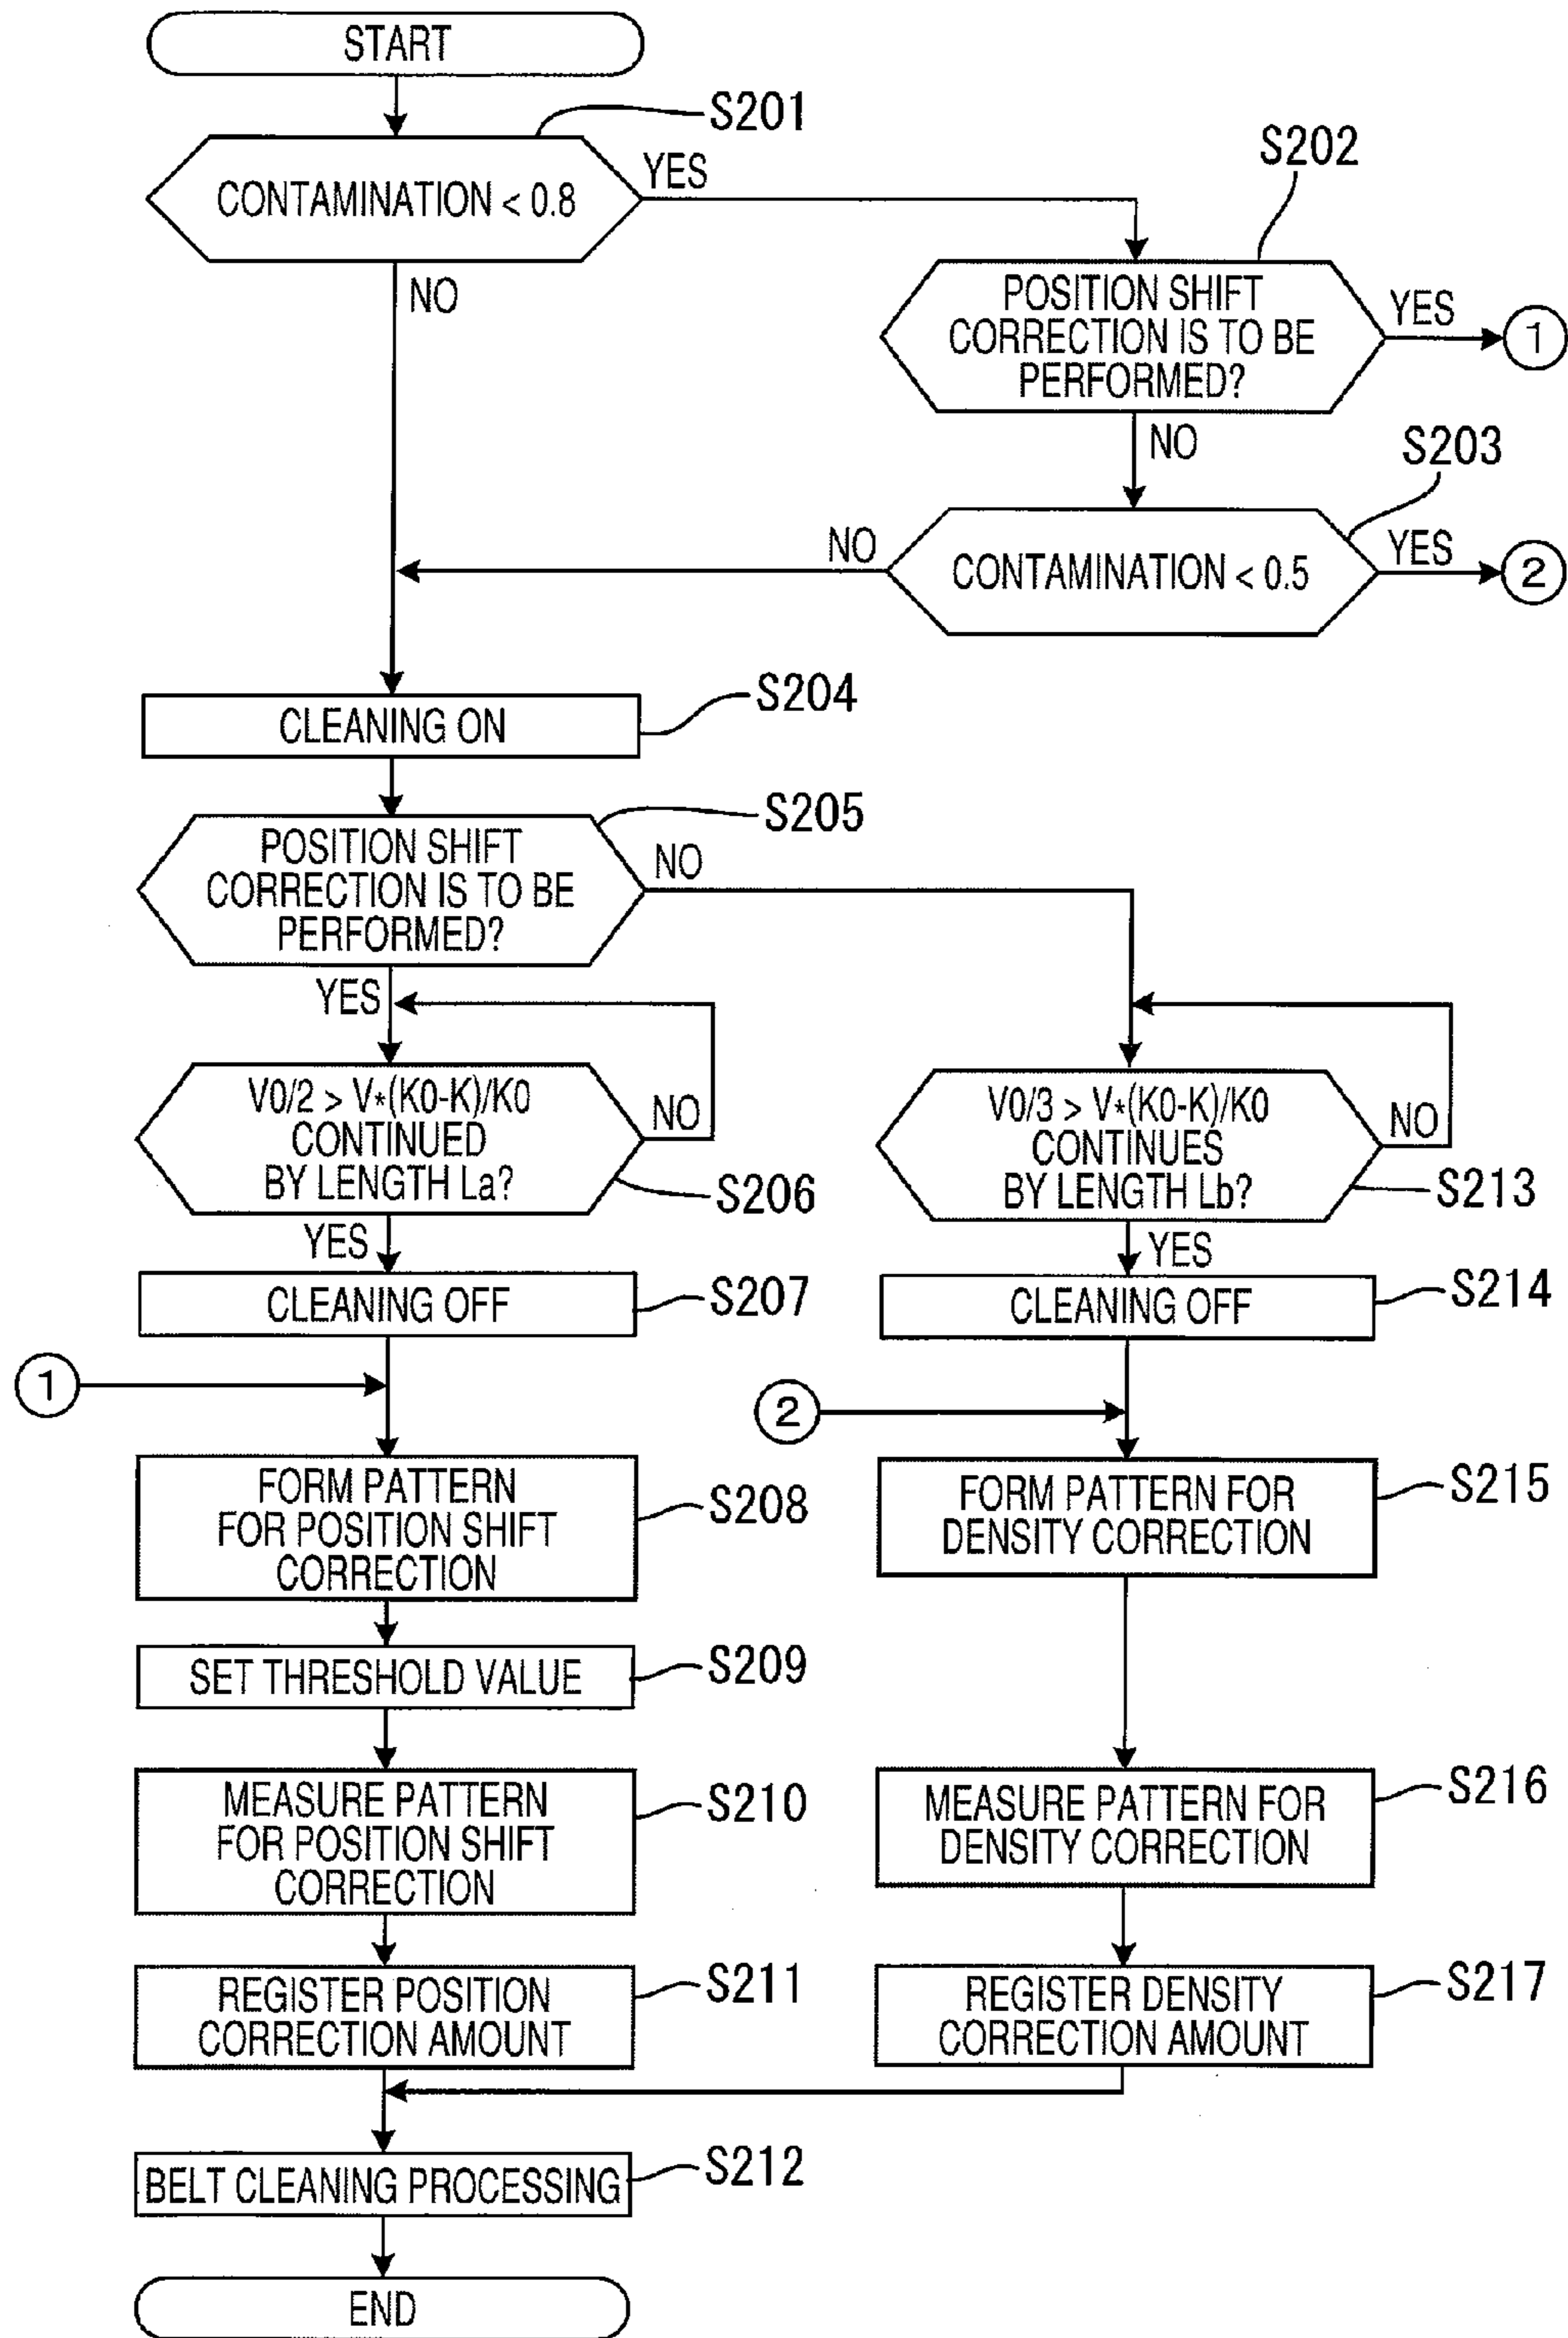 START
S201
CONTAMINATION < 0.8
YES
NO
S202
POSITION SHIFT
CORRECTION IS TO BE
PERFORMED?
YES
1
NO
S203
CONTAMINATION < 0.5
NO
YES
2
S204
CLEANING ON
S205
POSITION SHIFT
CORRECTION IS TO BE
PERFORMED?
NO
YES
V0/2 > V*(K0-K)/K0
CONTINUED
BY LENGTH La?
NO
S206
YES
V0/3 > V*(K0-K)/K0
CONTINUES
BY LENGTH Lb?
NO
S213
YES
CLEANING OFF
S207
CLEANING OFF
S214
1
2
FORM PATTERN
FOR POSITION SHIFT
CORRECTION
S208
FORM PATTERN FOR
DENSITY CORRECTION
S215
SET THRESHOLD VALUE
S209
MEASURE PATTERN
FOR POSITION SHIFT
CORRECTION
S210
MEASURE PATTERN FOR
DENSITY CORRECTION
S216
REGISTER POSITION
CORRECTION AMOUNT
S211
REGISTER DENSITY
CORRECTION AMOUNT
S217
BELT CLEANING PROCESSING
S212
END